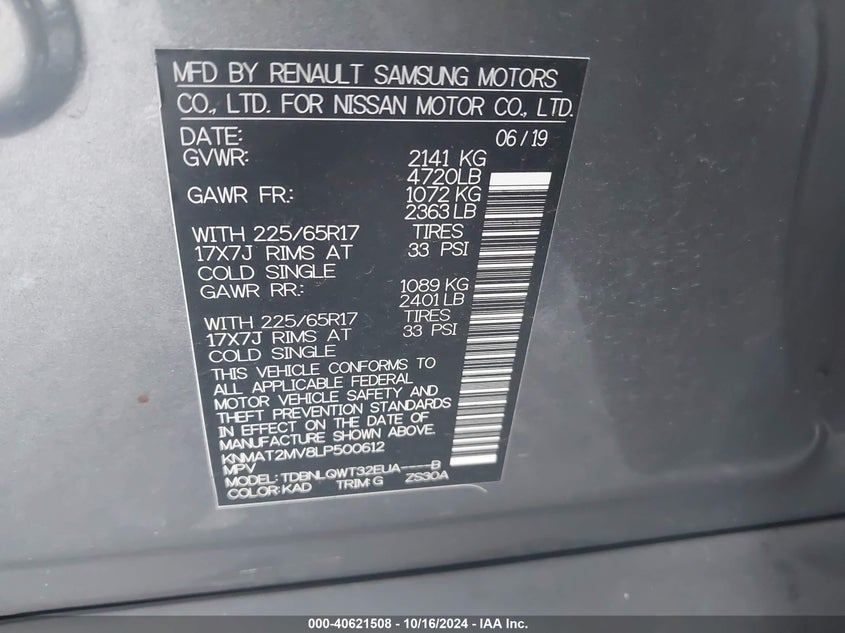 MFD BY RENAULT SAMSUNG MOTORS
CO., LTD. FOR NISSAN MOTOR CO., LTD.
DATE: 06/19
GVWR: 2141 KG
4720LB
GAWR FR: 1072 KG
2363 LB
WITH 225/65R17 TIRES
17X7J RIMS AT 33 PSI
COLD SINGLE
GAWR RR: 1089 KG
2401 LB
WITH 225/65R17 TIRES
17X7J RIMS AT 33 PSI
COLD SINGLE
THIS VEHICLE CONFORMS TO
ALL APPLICABLE FEDERAL
MOTOR VEHICLE SAFETY AND
THEFT PREVENTION STANDARDS
IN EFFECT ON THE DATE OF
MANUFACTURE SHOWN ABOVE.
KNMAT2MV8LP500612
MPV
MODEL: TDBNLQWT32EUA-----B
COLOR: KAD TRIM: G ZS30A
000-40621508 - 10/16/2024 - IAA Inc.